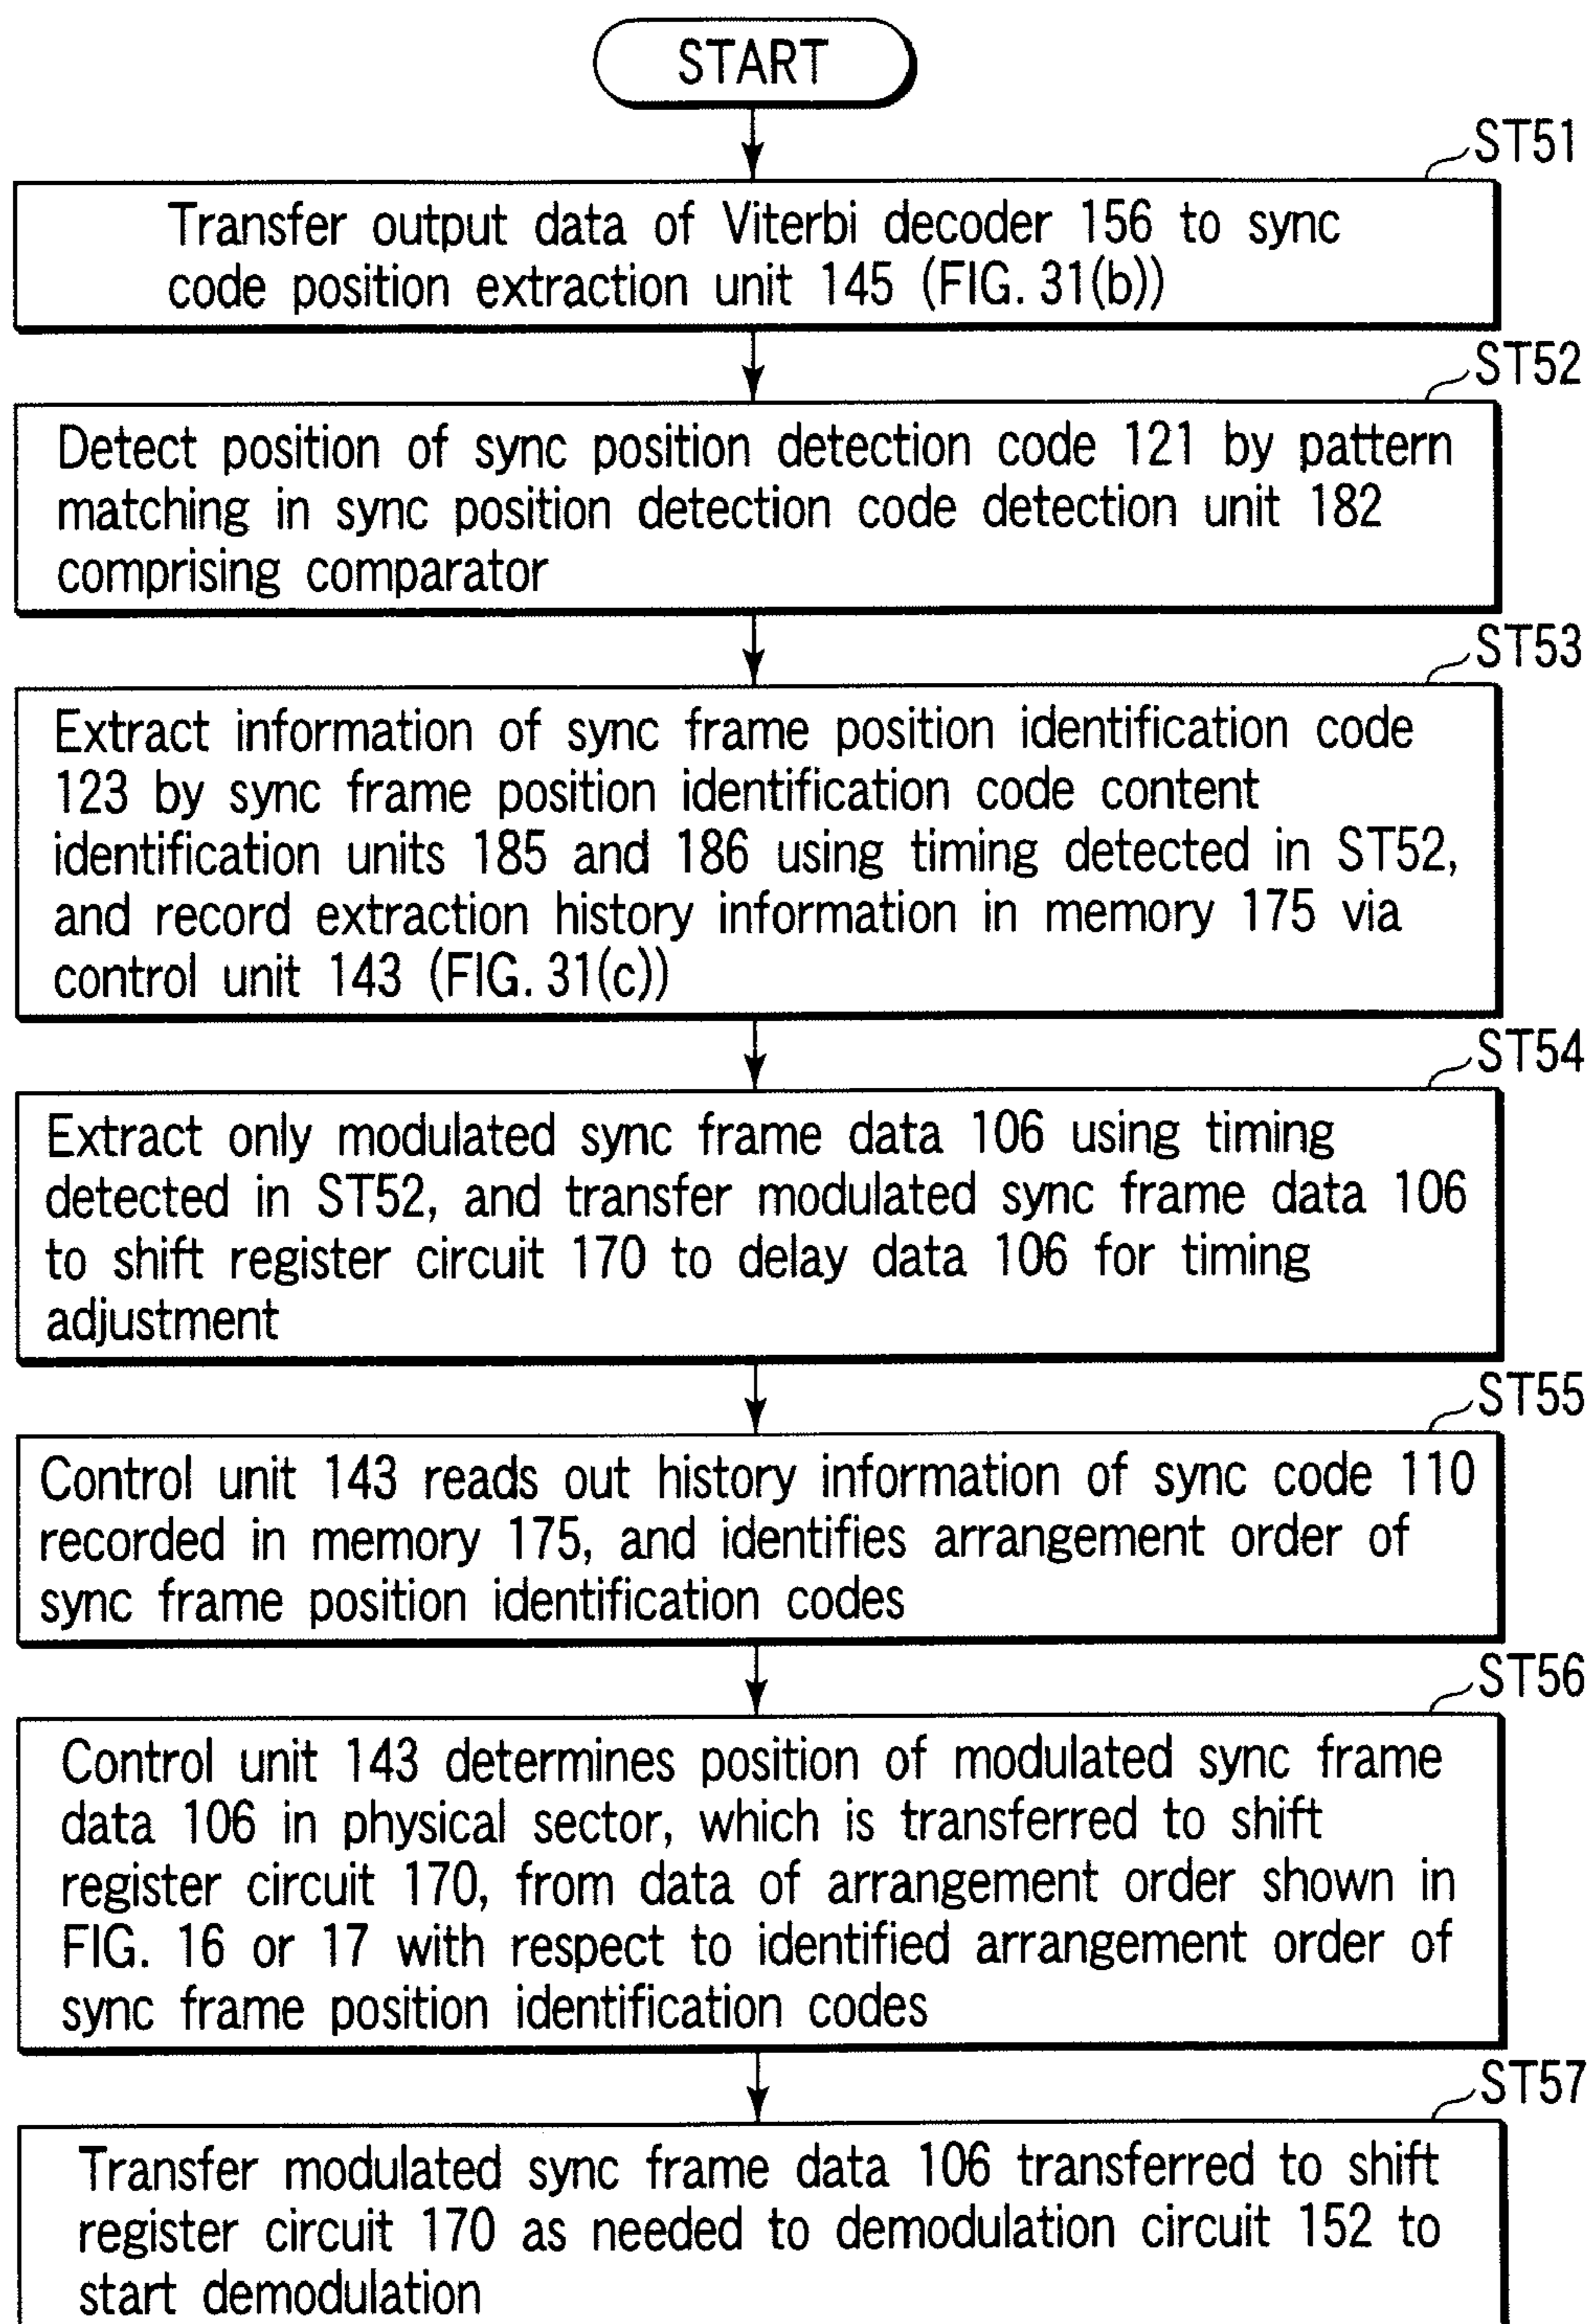 START
ST51
Transfer output data of Viterbi decoder 156 to sync
code position extraction unit 145 (FIG. 31(b))
ST52
Detect position of sync position detection code 121 by pattern
matching in sync position detection code detection unit 182
comprising comparator
ST53
Extract information of sync frame position identification code
123 by sync frame position identification code content
identification units 185 and 186 using timing detected in ST52,
and record extraction history information in memory 175 via
control unit 143 (FIG. 31(c))
ST54
Extract only modulated sync frame data 106 using timing
detected in ST52, and transfer modulated sync frame data 106
to shift register circuit 170 to delay data 106 for timing
adjustment
ST55
Control unit 143 reads out history information of sync code 110
recorded in memory 175, and identifies arrangement order of
sync frame position identification codes
ST56
Control unit 143 determines position of modulated sync frame
data 106 in physical sector, which is transferred to shift
register circuit 170, from data of arrangement order shown in
FIG. 16 or 17 with respect to identified arrangement order of
sync frame position identification codes
ST57
Transfer modulated sync frame data 106 transferred to shift
register circuit 170 as needed to demodulation circuit 152 to
start demodulation